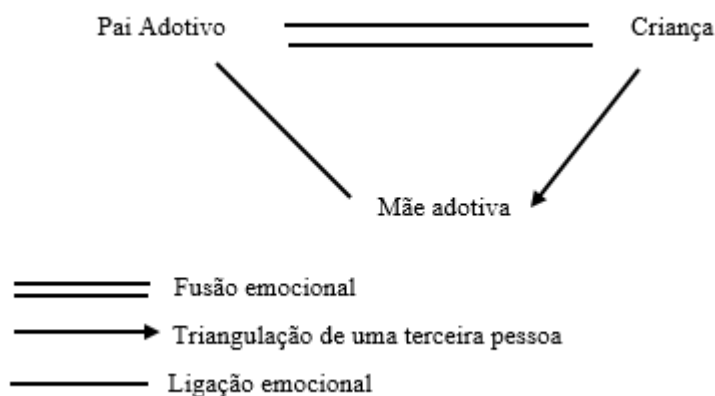 Pai Adotivo
Criança
Mãe adotiva
Fusão emocional
Triangulação de uma terceira pessoa
Ligação emocional